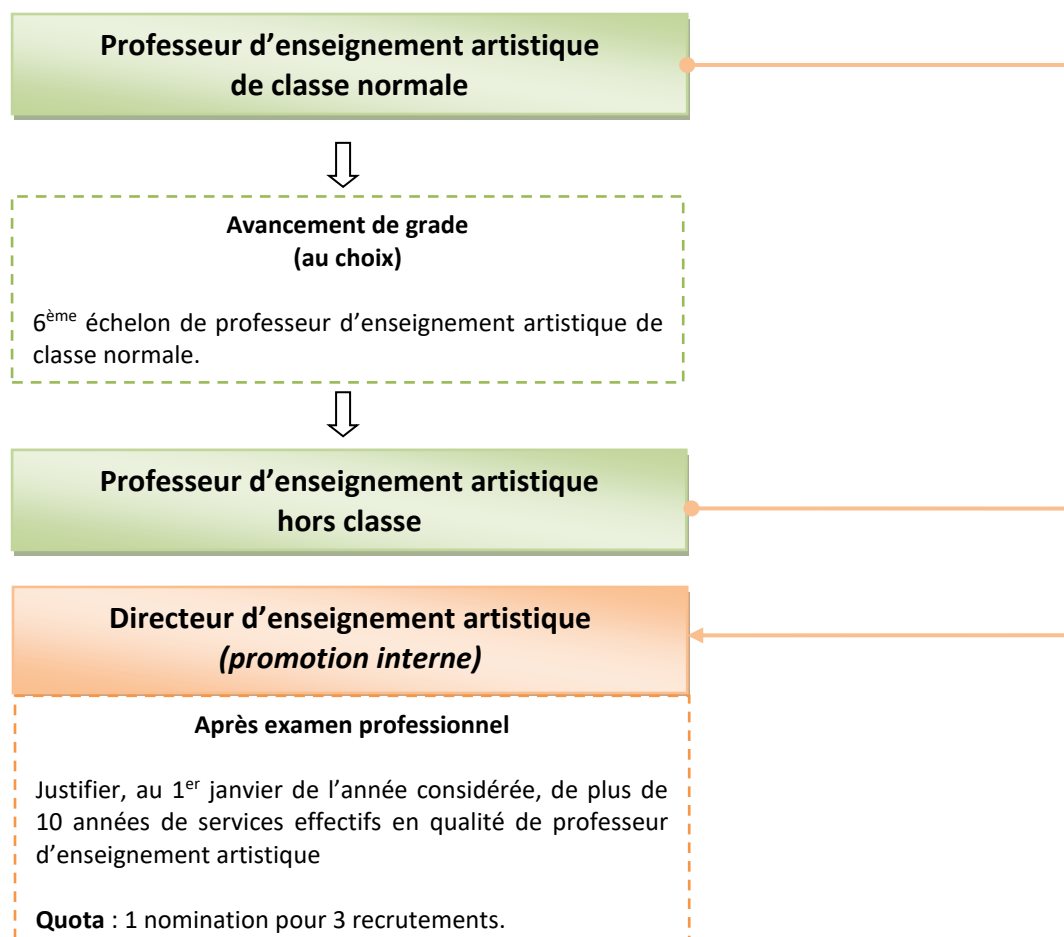 Professeur d’enseignement artistique
de classe normale
Avancement de grade
(au choix)
6ème échelon de professeur d’enseignement artistique de
classe normale.
Professeur d’enseignement artistique
hors classe
Directeur d’enseignement artistique
(promotion interne)
Après examen professionnel
Justifier, au 1er janvier de l’année considérée, de plus de
10 années de services effectifs en qualité de professeur
d’enseignement artistique
Quota : 1 nomination pour 3 recrutements.